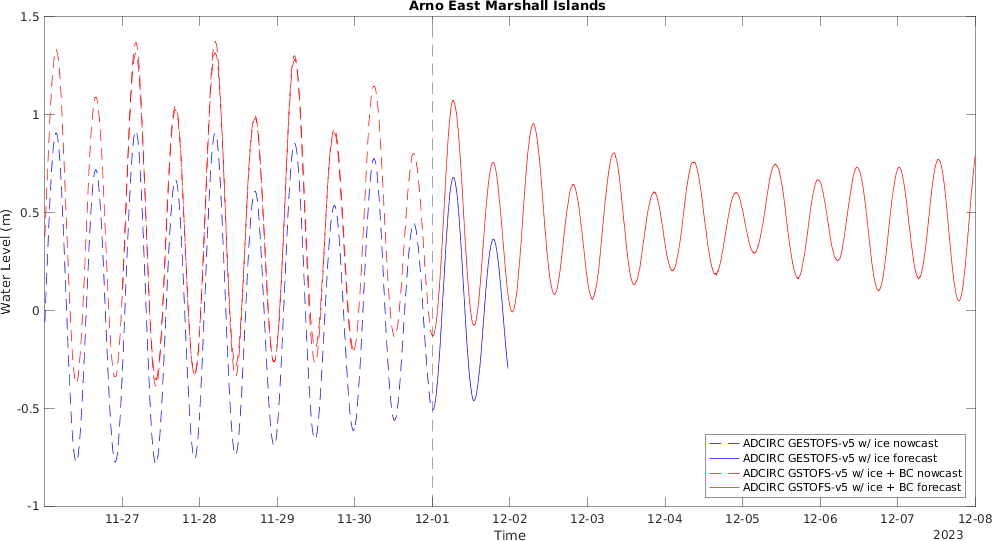 Arno East Marshall Islands
Water Level (m)
1.5
1
0.5
0
-0.5
-1
11-27 11-28 11-29 11-30 12-01 12-02 12-03 12-04 12-05 12-06 12-07 12-08
Time
2023
ADCIRC GESTOFS-v5 w/ ice nowcast
ADCIRC GESTOFS-v5 w/ ice forecast
ADCIRC GSTOFS-v5 w/ ice + BC nowcast
ADCIRC GSTOFS-v5 w/ ice + BC forecast